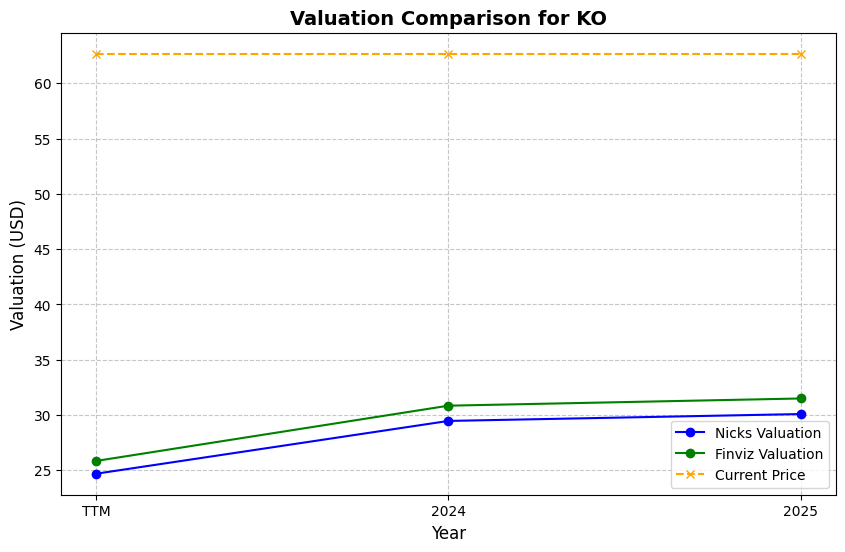 Valuation Comparison for KO
Valuation (USD)
60
55
50
45
40
35
30
25
TTM
2024
2025
Year
Nicks Valuation
Finviz Valuation
Current Price